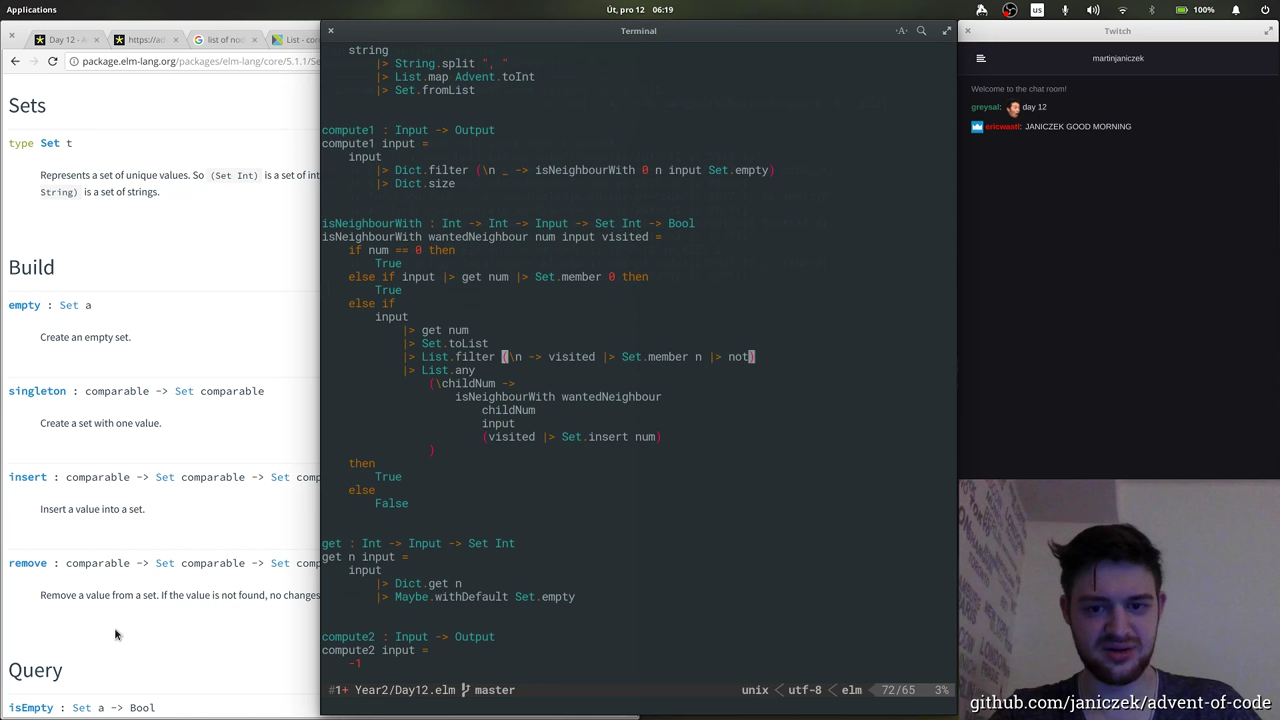 Applications
Út, pro 12 06:19
us
100%
Day 12 - A
https://ad
list of no
List - core
package.elm-lang.org/packages/elm-lang/core/5.1.1/Se
Sets
type Set t
Represents a set of unique values. So (Set Int) is a set of int
String) is a set of strings.
Build
empty : Set a
Create an empty set.
singleton : comparable -> Set comparable
Create a set with one value.
insert : comparable -> Set comparable -> Set comp
Insert a value into a set.
remove : comparable -> Set comparable -> Set comp
Remove a value from a set. If the value is not found, no changes
Query
isEmpty : Set a -> Bool
Terminal
-A+
string
|> String.split ", "
|> List.map Advent.toInt
|> Set.fromList
compute1 : Input -> Output
compute1 input =
input
|> Dict.filter (\n _ -> isNeighbourWith 0 n input Set.empty)
|> Dict.size
isNeighbourWith : Int -> Int -> Input -> Set Int -> Bool
isNeighbourWith wantedNeighbour num input visited =
if num == 0 then
True
else if input |> get num |> Set.member 0 then
True
else if
input
|> get num
|> Set.toList
|> List.filter (\n -> visited |> Set.member n |> not)
|> List.any
(\childNum ->
isNeighbourWith wantedNeighbour
childNum
input
(visited |> Set.insert num)
)
then
True
else
False
get : Int -> Input -> Set Int
get n input =
input
|> Dict.get n
|> Maybe.withDefault Set.empty
compute2 : Input -> Output
compute2 input =
-1
#1+ Year2/Day12.elm master
unix < utf-8 < elm 72/65 3%
Twitch
martinjaniczek
Welcome to the chat room!
greysal: day 12
ericwastl: JANICZEK GOOD MORNING
github.com/janiczek/advent-of-code